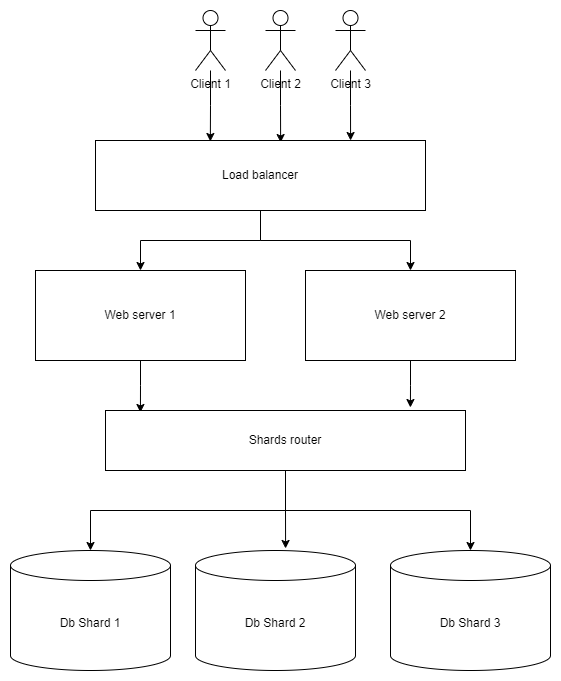 Client 1
Client 2
Client 3
Load balancer
Web server 1
Web server 2
Shards router
Db Shard 1
Db Shard 2
Db Shard 3